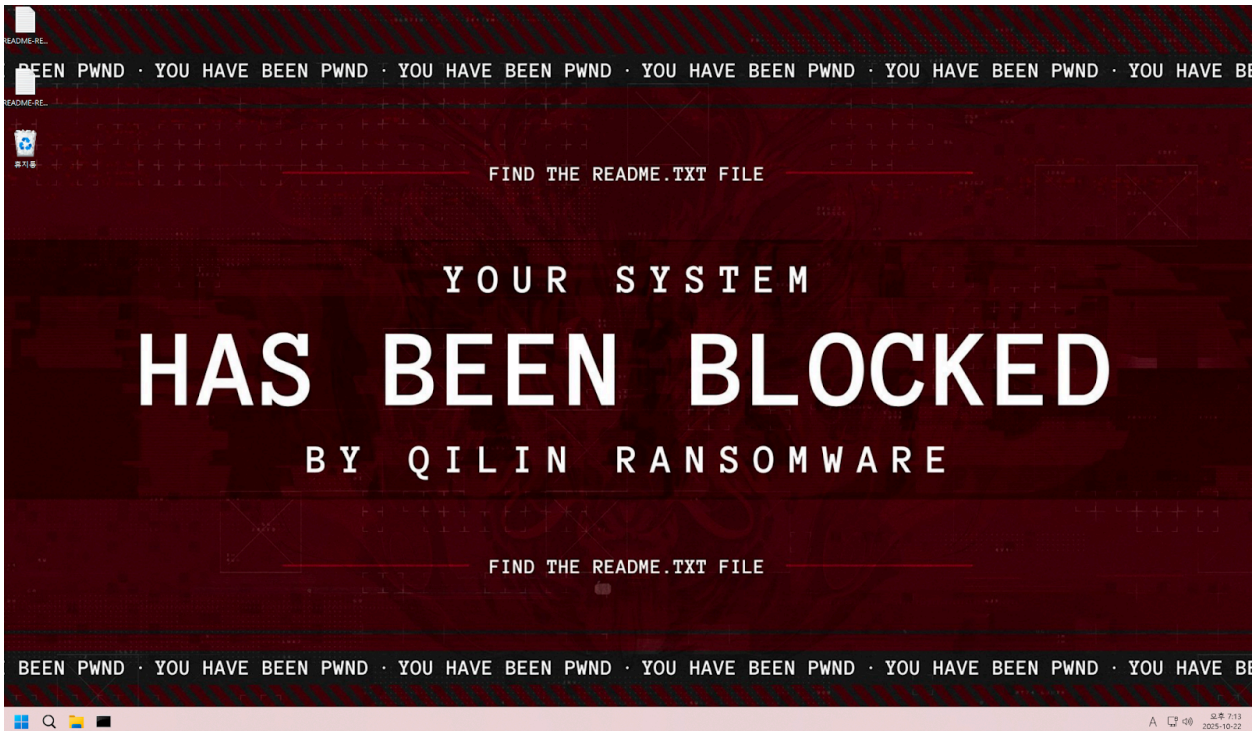 README-RE...
BEEN PWND · YOU HAVE BEEN PWND · YOU HAVE BEEN PWND · YOU HAVE BEEN PWND · YOU HAVE BEEN PWND · YOU HAVE BE
README-RE...
휴지통
FIND THE README.TXT FILE
YOUR SYSTEM
HAS BEEN BLOCKED
BY QILIN RANSOMWARE
FIND THE README.TXT FILE
BEEN PWND · YOU HAVE BEEN PWND · YOU HAVE BEEN PWND · YOU HAVE BEEN PWND · YOU HAVE BEEN PWND · YOU HAVE BE
A
오후 7:13
2025-10-22